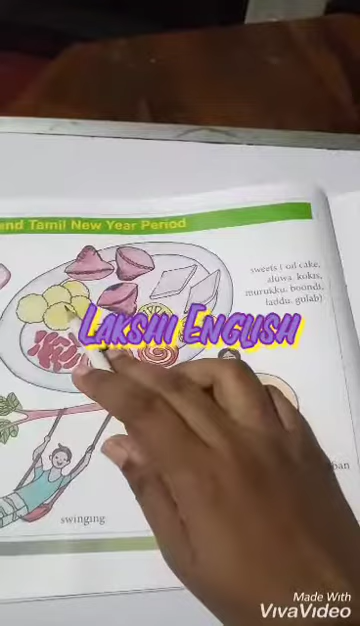 nd Tamil New Year Period
sweets ( oil cake,
aluwa, kokis,
murukku, boondi,
laddu, gulab)
LAKSHI ENGLISH
swinging
Made With
VivaVideo